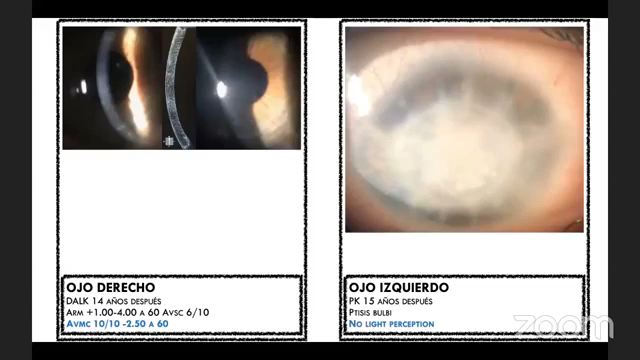 OJO DERECHO
DALK 14 AÑOS DESPUÉS
ARM +1.00-4.00 A 60 AVSC 6/10
AVMC 10/10 -2.50 A 60
OJO IZQUIERDO
PK 15 AÑOS DESPUÉS
PTISIS BULBI
NO LIGHT PERCEPTION
zoom